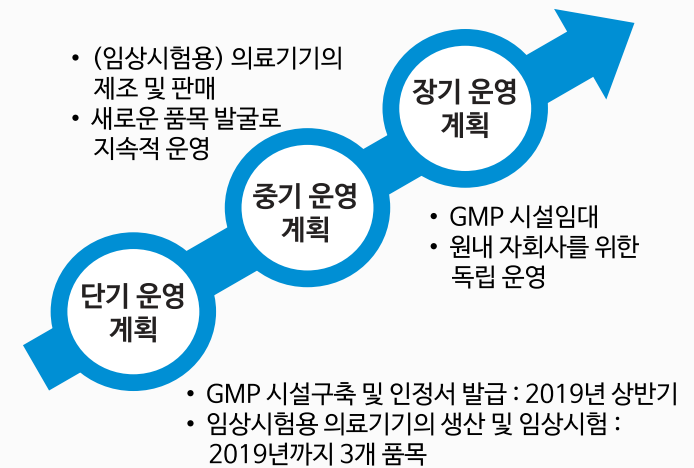 • (임상시험용) 의료기기의
제조 및 판매
• 새로운 품목 발굴로
지속적 운영
장기 운영
계획
중기 운영
계획
• GMP 시설임대
• 원내 자회사를 위한
독립 운영
단기 운영
계획
• GMP 시설구축 및 인정서 발급 : 2019년 상반기
• 임상시험용 의료기기의 생산 및 임상시험 :
2019년까지 3개 품목